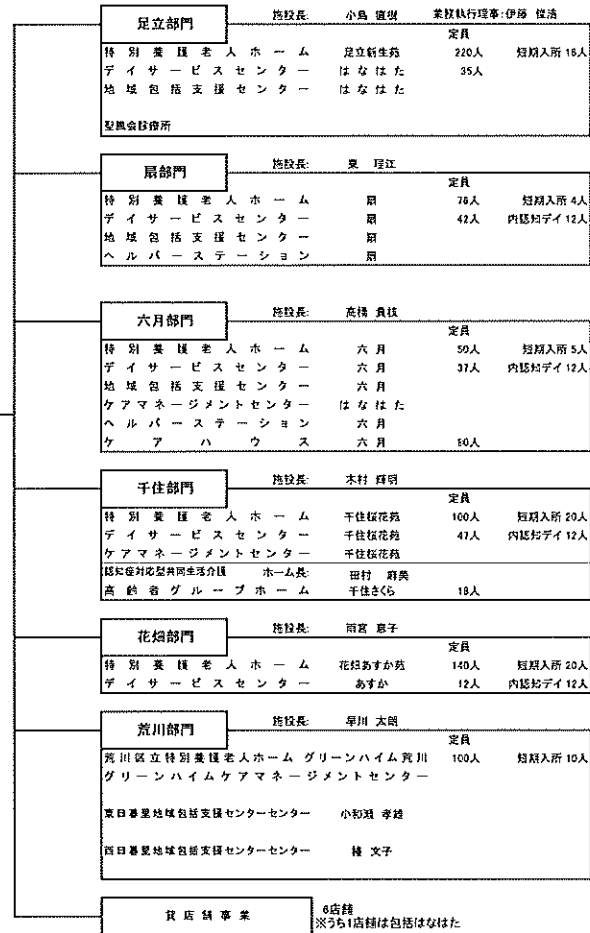 足立部門 施設長: 小島 直樹 業務執行理事:伊藤 俊浩
定員
特別養護老人ホーム 足立新生苑 220人 短期入所 16人
デイサービスセンター はなはた 35人
地域包括支援センター はなはた
聖風会診療所
扇部門 施設長: 理江
定員
特別養護老人ホーム 扇 76人 短期入所 4人
デイサービスセンター 扇 42人 内認知デイ 12人
地域包括支援センター 扇
ヘルパーステーション 扇
六月部門 施設長: 高橋 貴枝
定員
特別養護老人ホーム 六月 50人 短期入所 5人
デイサービスセンター 六月 37人 内認知デイ 12人
地域包括支援センター 六月
ケアマネージメントセンター はなはた
ヘルパーステーション 六月
ケアハウス 六月
千住部門 施設長: 木村 輝明
定員
特別養護老人ホーム 千住桜花苑 100人 短期入所 20人
デイサービスセンター 千住桜花苑 47人 内認知デイ 12人
ケアマネージメントセンター 千住桜花苑
認知症対応型共同生活介護 ホーム長: 田村 麻美
高齢者グループホーム 千住さくら 18人
花畑部門 施設長: 雨宮 恵子
定員
特別養護老人ホーム 花畑あすか苑 140人 短期入所 20人
デイサービスセンター あすか 12人 内認知デイ 12人
荒川部門 施設長: 早川 太朗
定員
荒川区立特別養護老人ホーム グリーンハイム荒川 100人 短期入所 10人
グリーンハイムケアマネージメントセンター
東日暮里地域包括支援センターセンター 小和瀬 孝雄
西日暮里地域包括支援センターセンター 文子
貸店舗事業 6店舗
※うち1店舗は包括はなはた